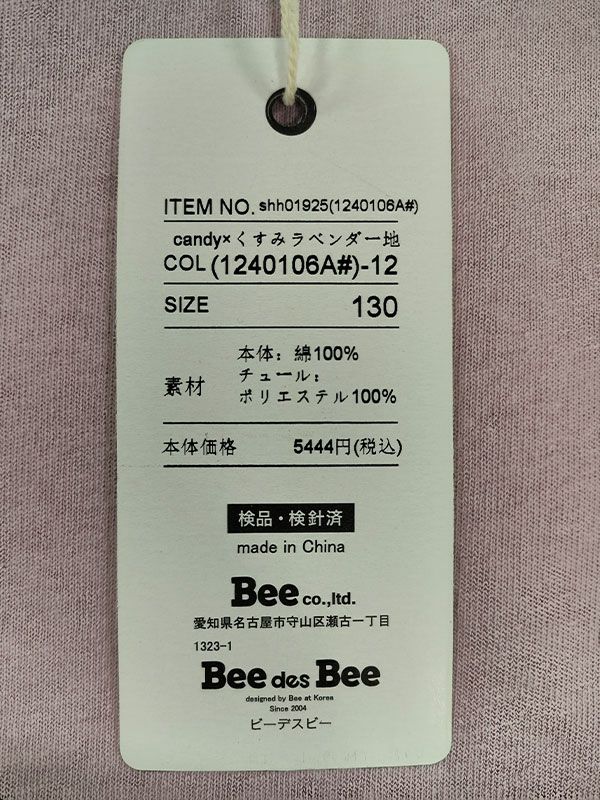 ITEM NO. shh01925(1240106A#)
candy×くすみラベンダー地
COL (1240106A#)-12
SIZE 130
本体：綿100%
チュール：
素材
ポリエステル100%
本体価格 5444円(税込)
検品・検針済
made in China
Bee co.,ltd.
愛知県名古屋市守山区瀬古一丁目
1323-1
Bee des Bee
designed by Bee at Korea
Since 2004
ビーデスビー